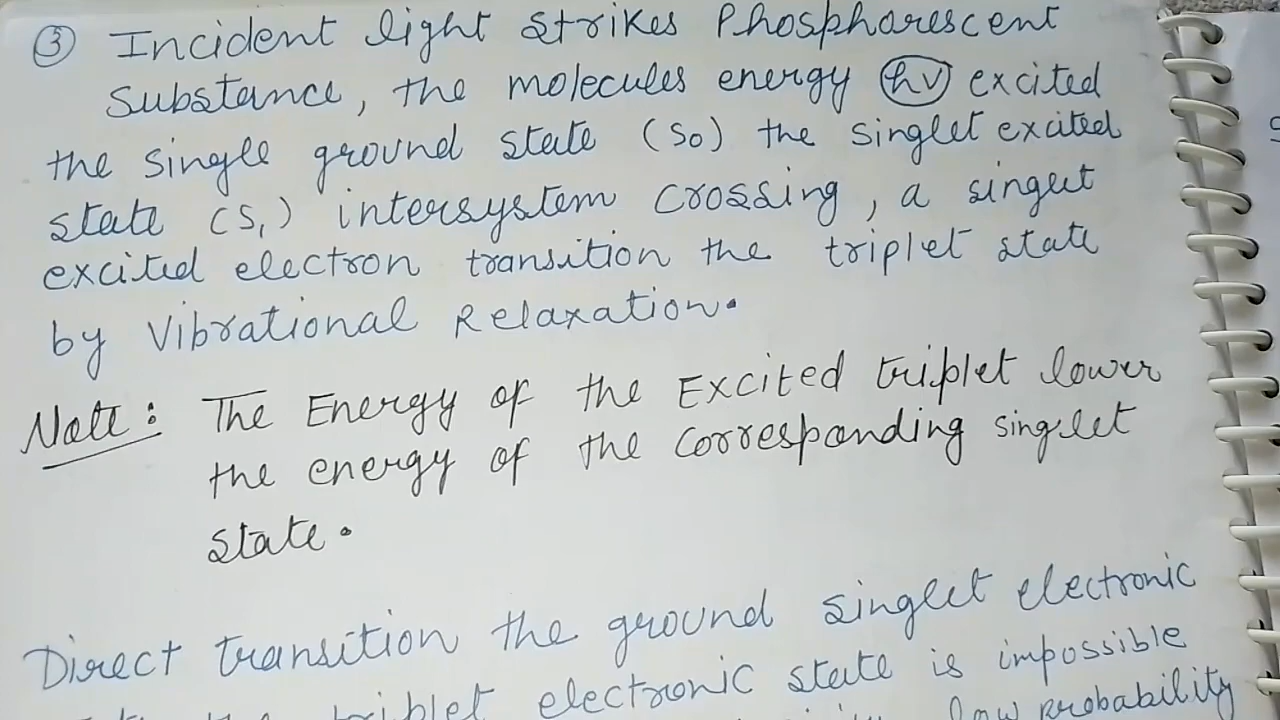 ③ Incident light strikes Phospharescent
substance, the molecules energy hν excited
the single ground state (S0) the singlet excited
state (S1) intersystem crossing, a singlet
excited electron transition the triplet state
by Vibrational Relaxation.
Note: The Energy of the Excited triplet lower
the energy of the corresponding singlet
state.
Direct transition the ground singlet electronic
the triplet electronic state is impossible
low probability